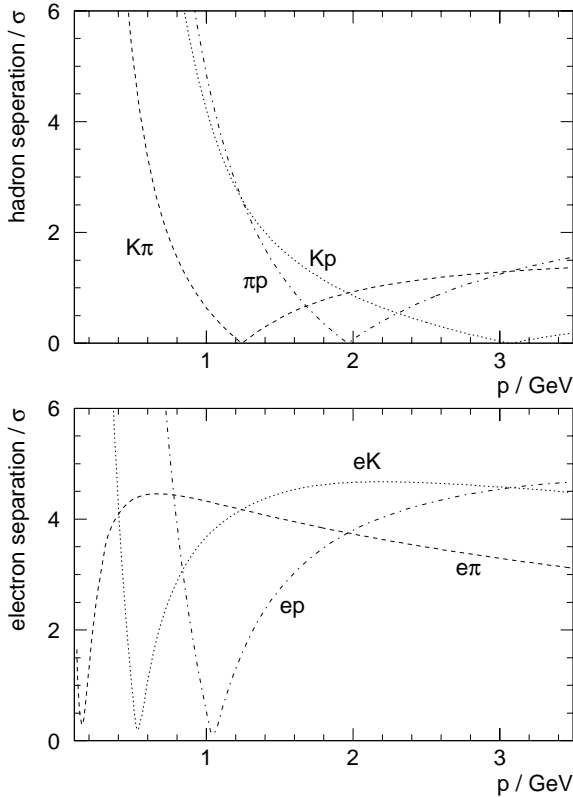 hadron seperation / σ
6
4
2
0
Kπ
πp
Kp
1
2
3
p / GeV
electron separation / σ
6
4
2
0
eK
eπ
ep
1
2
3
p / GeV